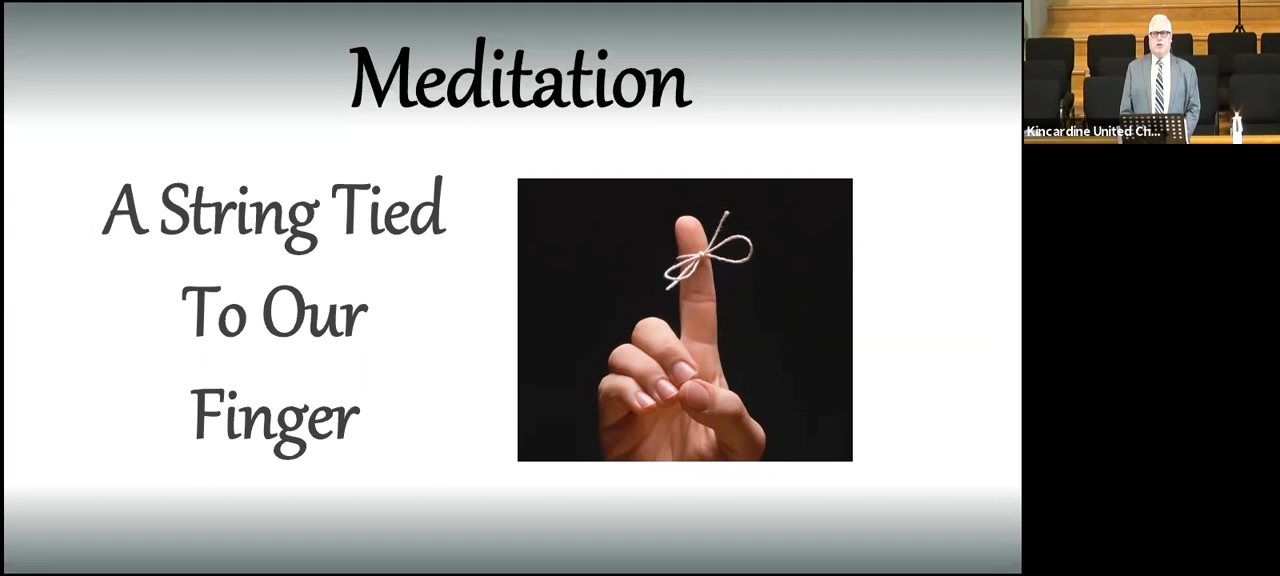 Meditation
A String Tied
To Our
Finger
Kincardine United Ch...